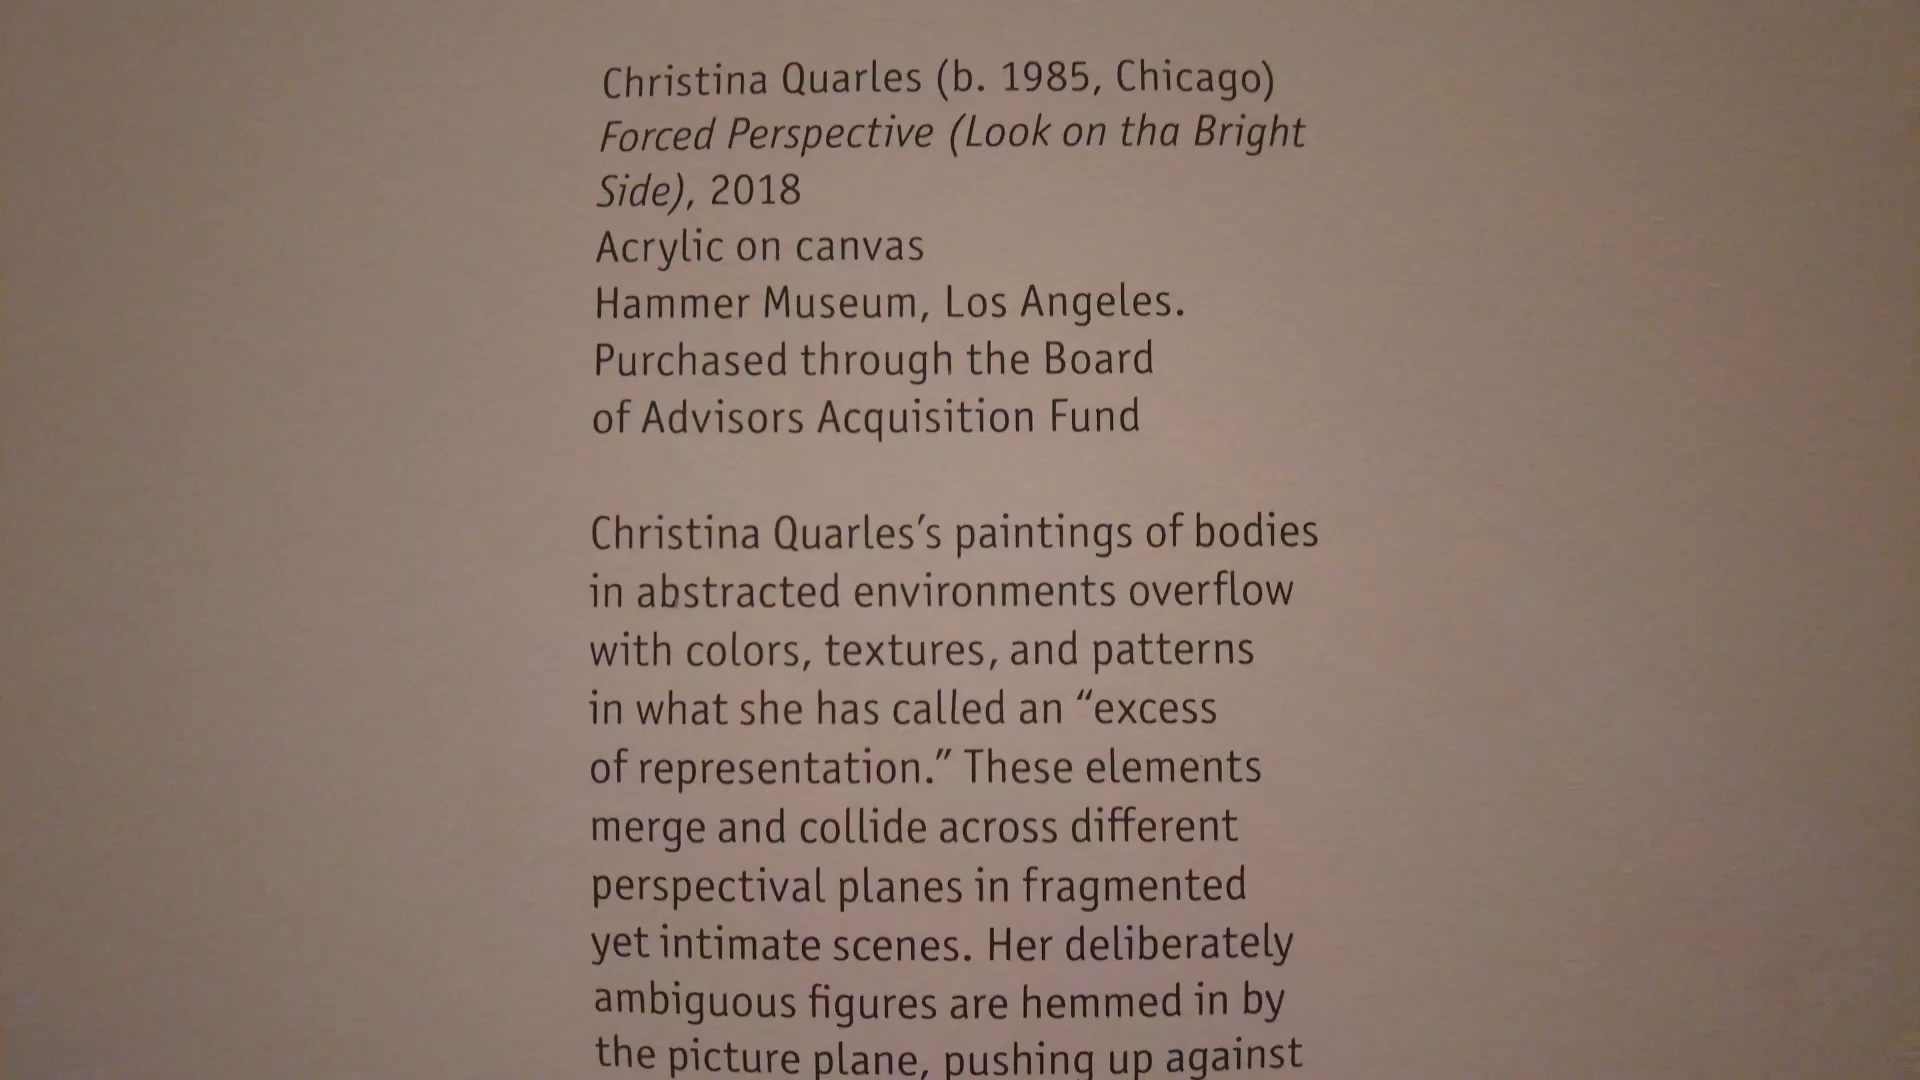 Christina Quarles (b. 1985, Chicago)
Forced Perspective (Look on tha Bright
Side), 2018
Acrylic on canvas
Hammer Museum, Los Angeles.
Purchased through the Board
of Advisors Acquisition Fund
Christina Quarles’s paintings of bodies
in abstracted environments overflow
with colors, textures, and patterns
in what she has called an “excess
of representation.” These elements
merge and collide across different
perspectival planes in fragmented
yet intimate scenes. Her deliberately
ambiguous figures are hemmed in by
the picture plane, pushing up against